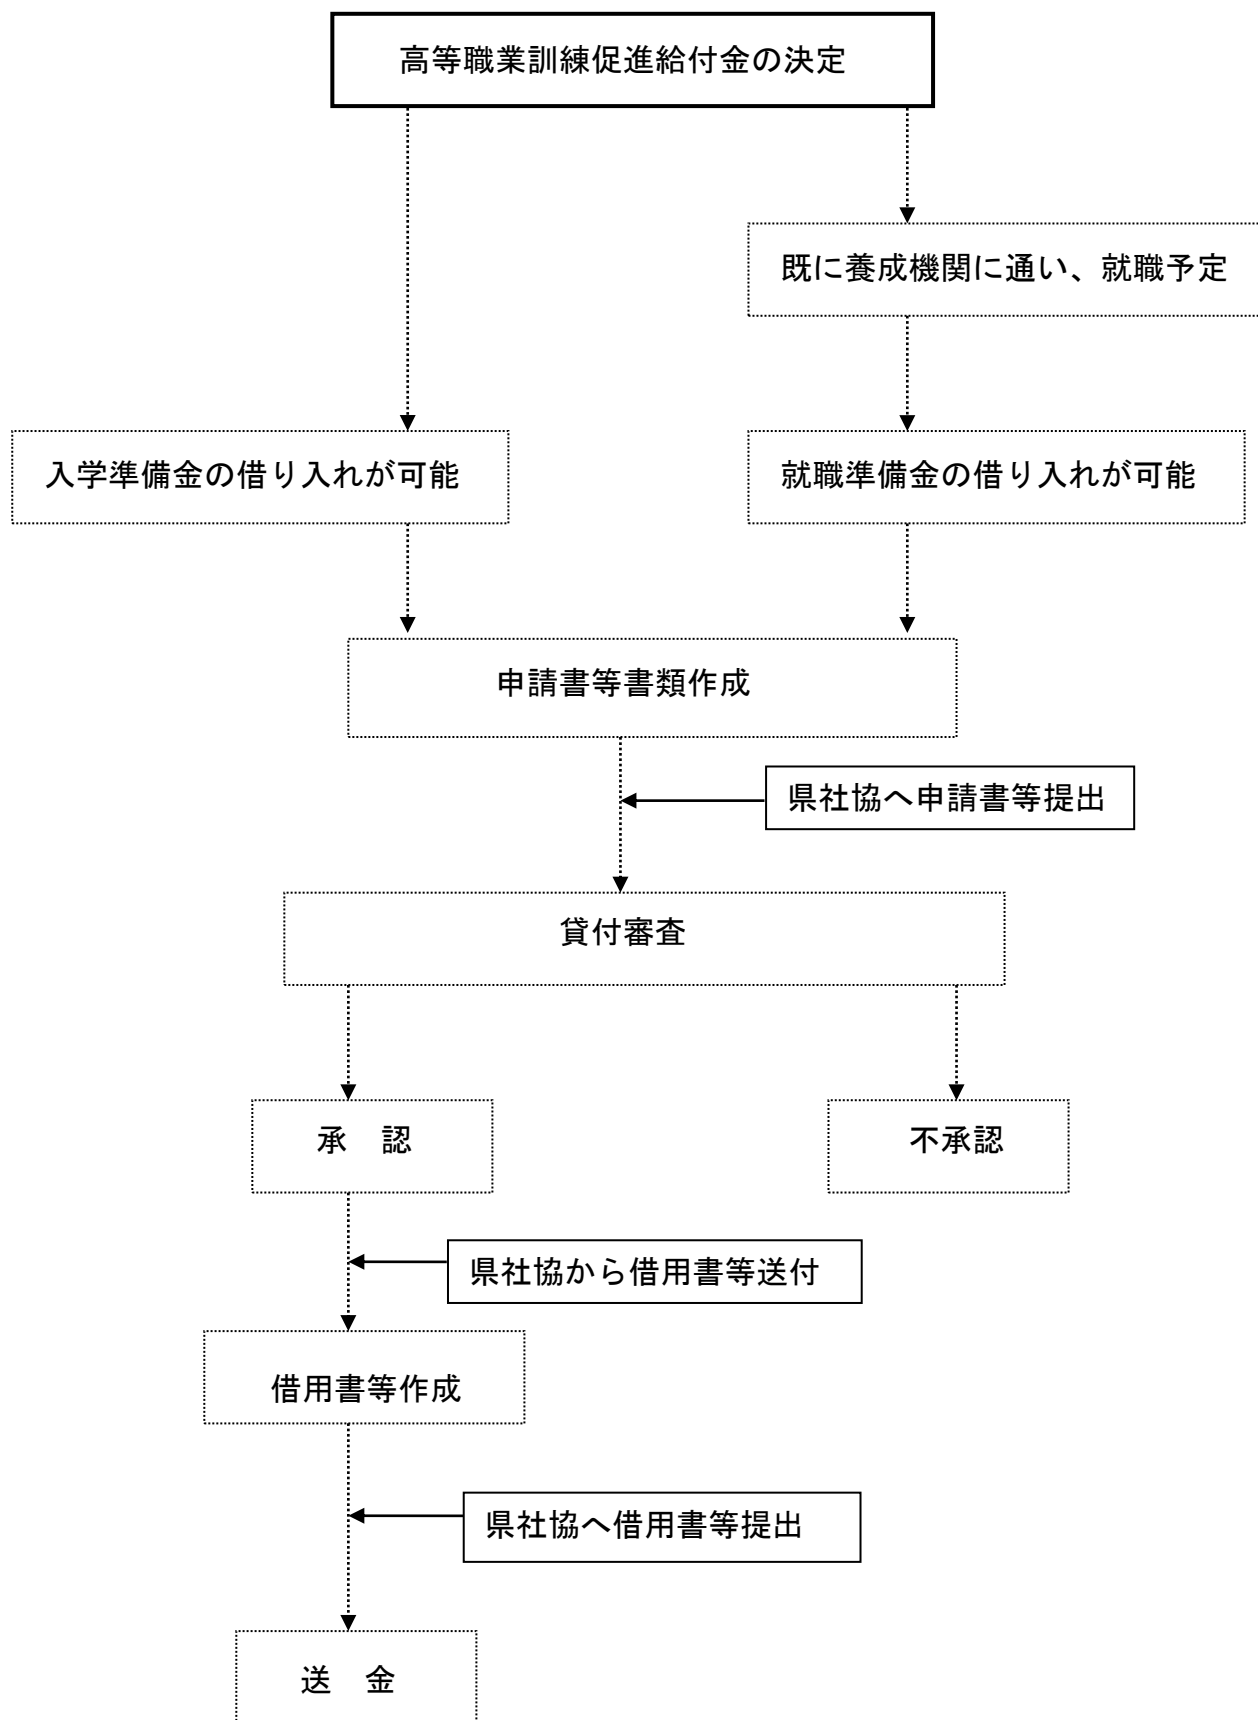 高等職業訓練促進給付金の決定
既に養成機関に通い、就職予定
入学準備金の借り入れが可能
就職準備金の借り入れが可能
申請書等書類作成
県社協へ申請書等提出
貸付審査
承　認
不承認
県社協から借用書等送付
借用書等作成
県社協へ借用書等提出
送　金